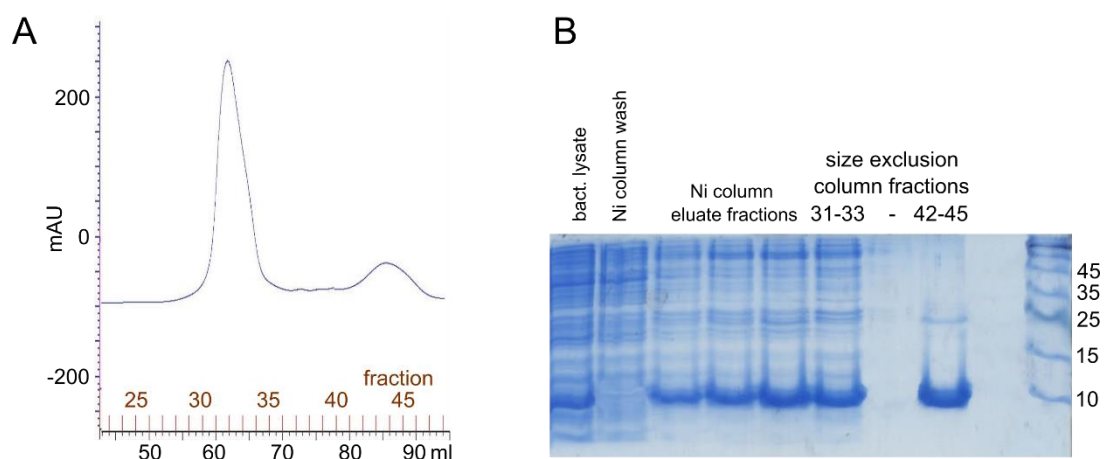 A
mAU
200
0
-200
fraction
25 30 35 40 45
50 60 70 80 90 ml
B
bact. lysate
Ni column wash
Ni column
eluate fractions
size exclusion
column fractions
31-33 - 42-45
45
35
25
15
10